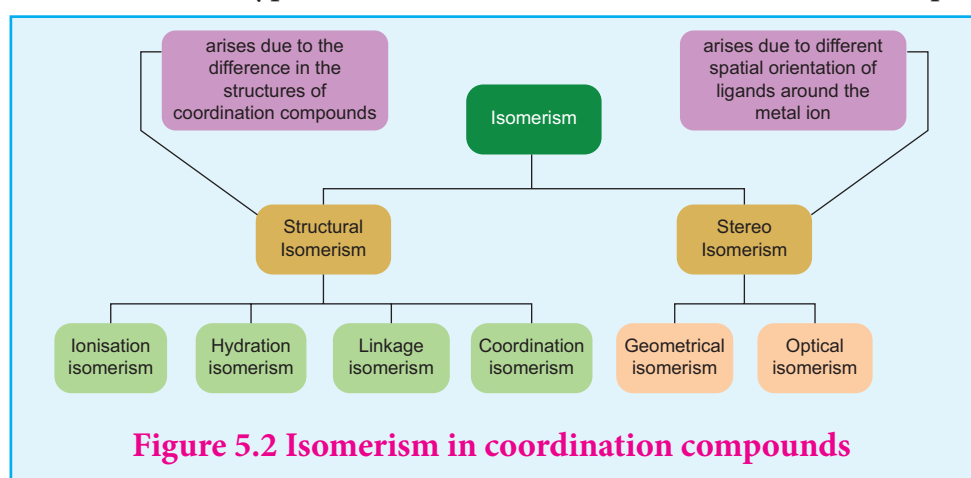 arises due to the
difference in the
structures of
coordination compounds
arises due to different
spatial orientation of
ligands around the
metal ion
Isomerism
Structural
Isomerism
Stereo
Isomerism
Ionisation
isomerism
Hydration
isomerism
Linkage
isomerism
Coordination
isomerism
Geometrical
isomerism
Optical
isomerism
Figure 5.2 Isomerism in coordination compounds